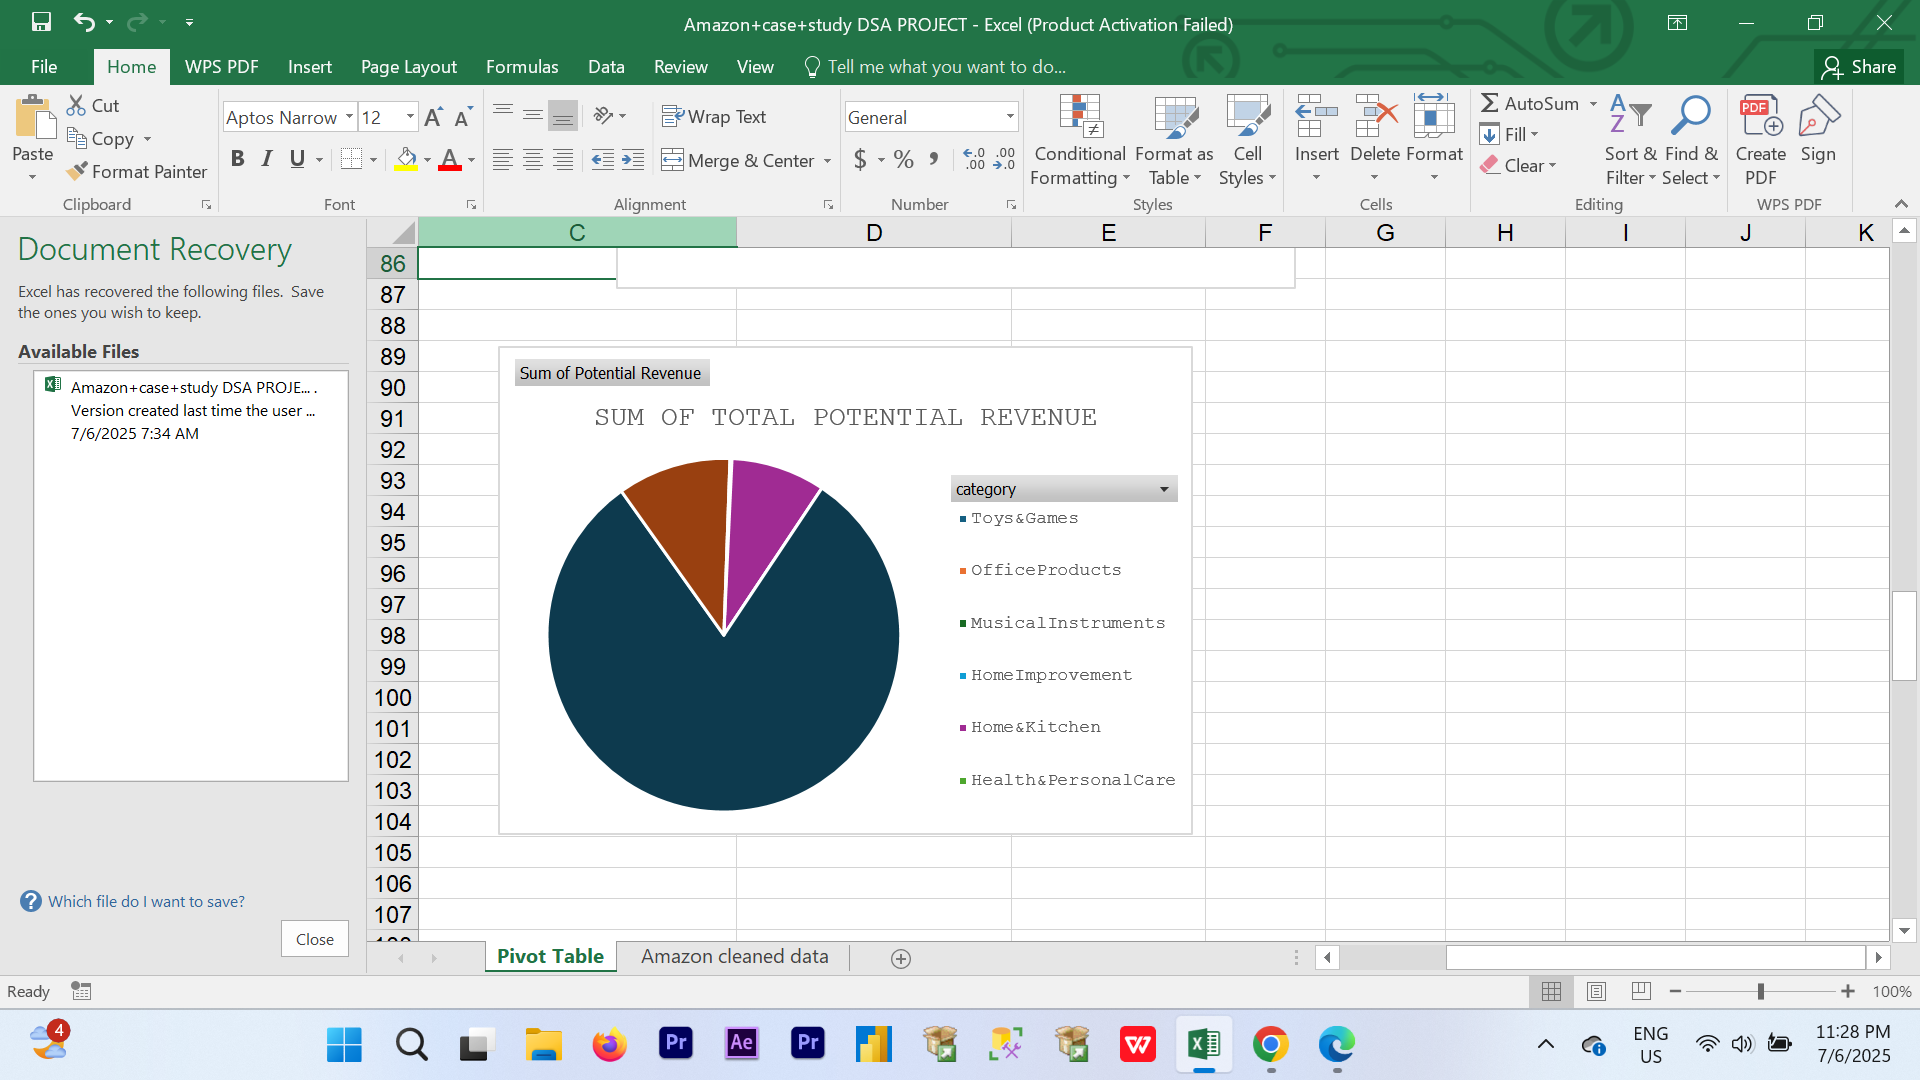 Amazon+case+study DSA PROJECT - Excel (Product Activation Failed)
File Home WPS PDF Insert Page Layout Formulas Data Review View Tell me what you want to do... Share
Paste
Cut
Copy
Format Painter
Clipboard
Aptos Narrow 12
B I U
Font
Wrap Text
Merge & Center
Alignment
General
$ % ,
Number
Conditional Formatting
Format as Table
Cell Styles
Styles
Insert Delete Format
Cells
AutoSum
Fill
Clear
Sort & Filter
Find & Select
Editing
Create PDF
Sign
WPS PDF
Document Recovery
Excel has recovered the following files. Save
the ones you wish to keep.
Available Files
Amazon+case+study DSA PROJE... .
Version created last time the user ...
7/6/2025 7:34 AM
Which file do I want to save?
Close
C D E F G H I J K
86
87
88
89
90
91
92
93
94
95
96
97
98
99
100
101
102
103
104
105
106
107
Sum of Potential Revenue
SUM OF TOTAL POTENTIAL REVENUE
category
Toys&Games
OfficeProducts
MusicalInstruments
HomeImprovement
Home&Kitchen
Health&PersonalCare
Pivot Table Amazon cleaned data
Ready 100%
4
Pr
Ae
Pr
W
ENG
US
11:28 PM
7/6/2025